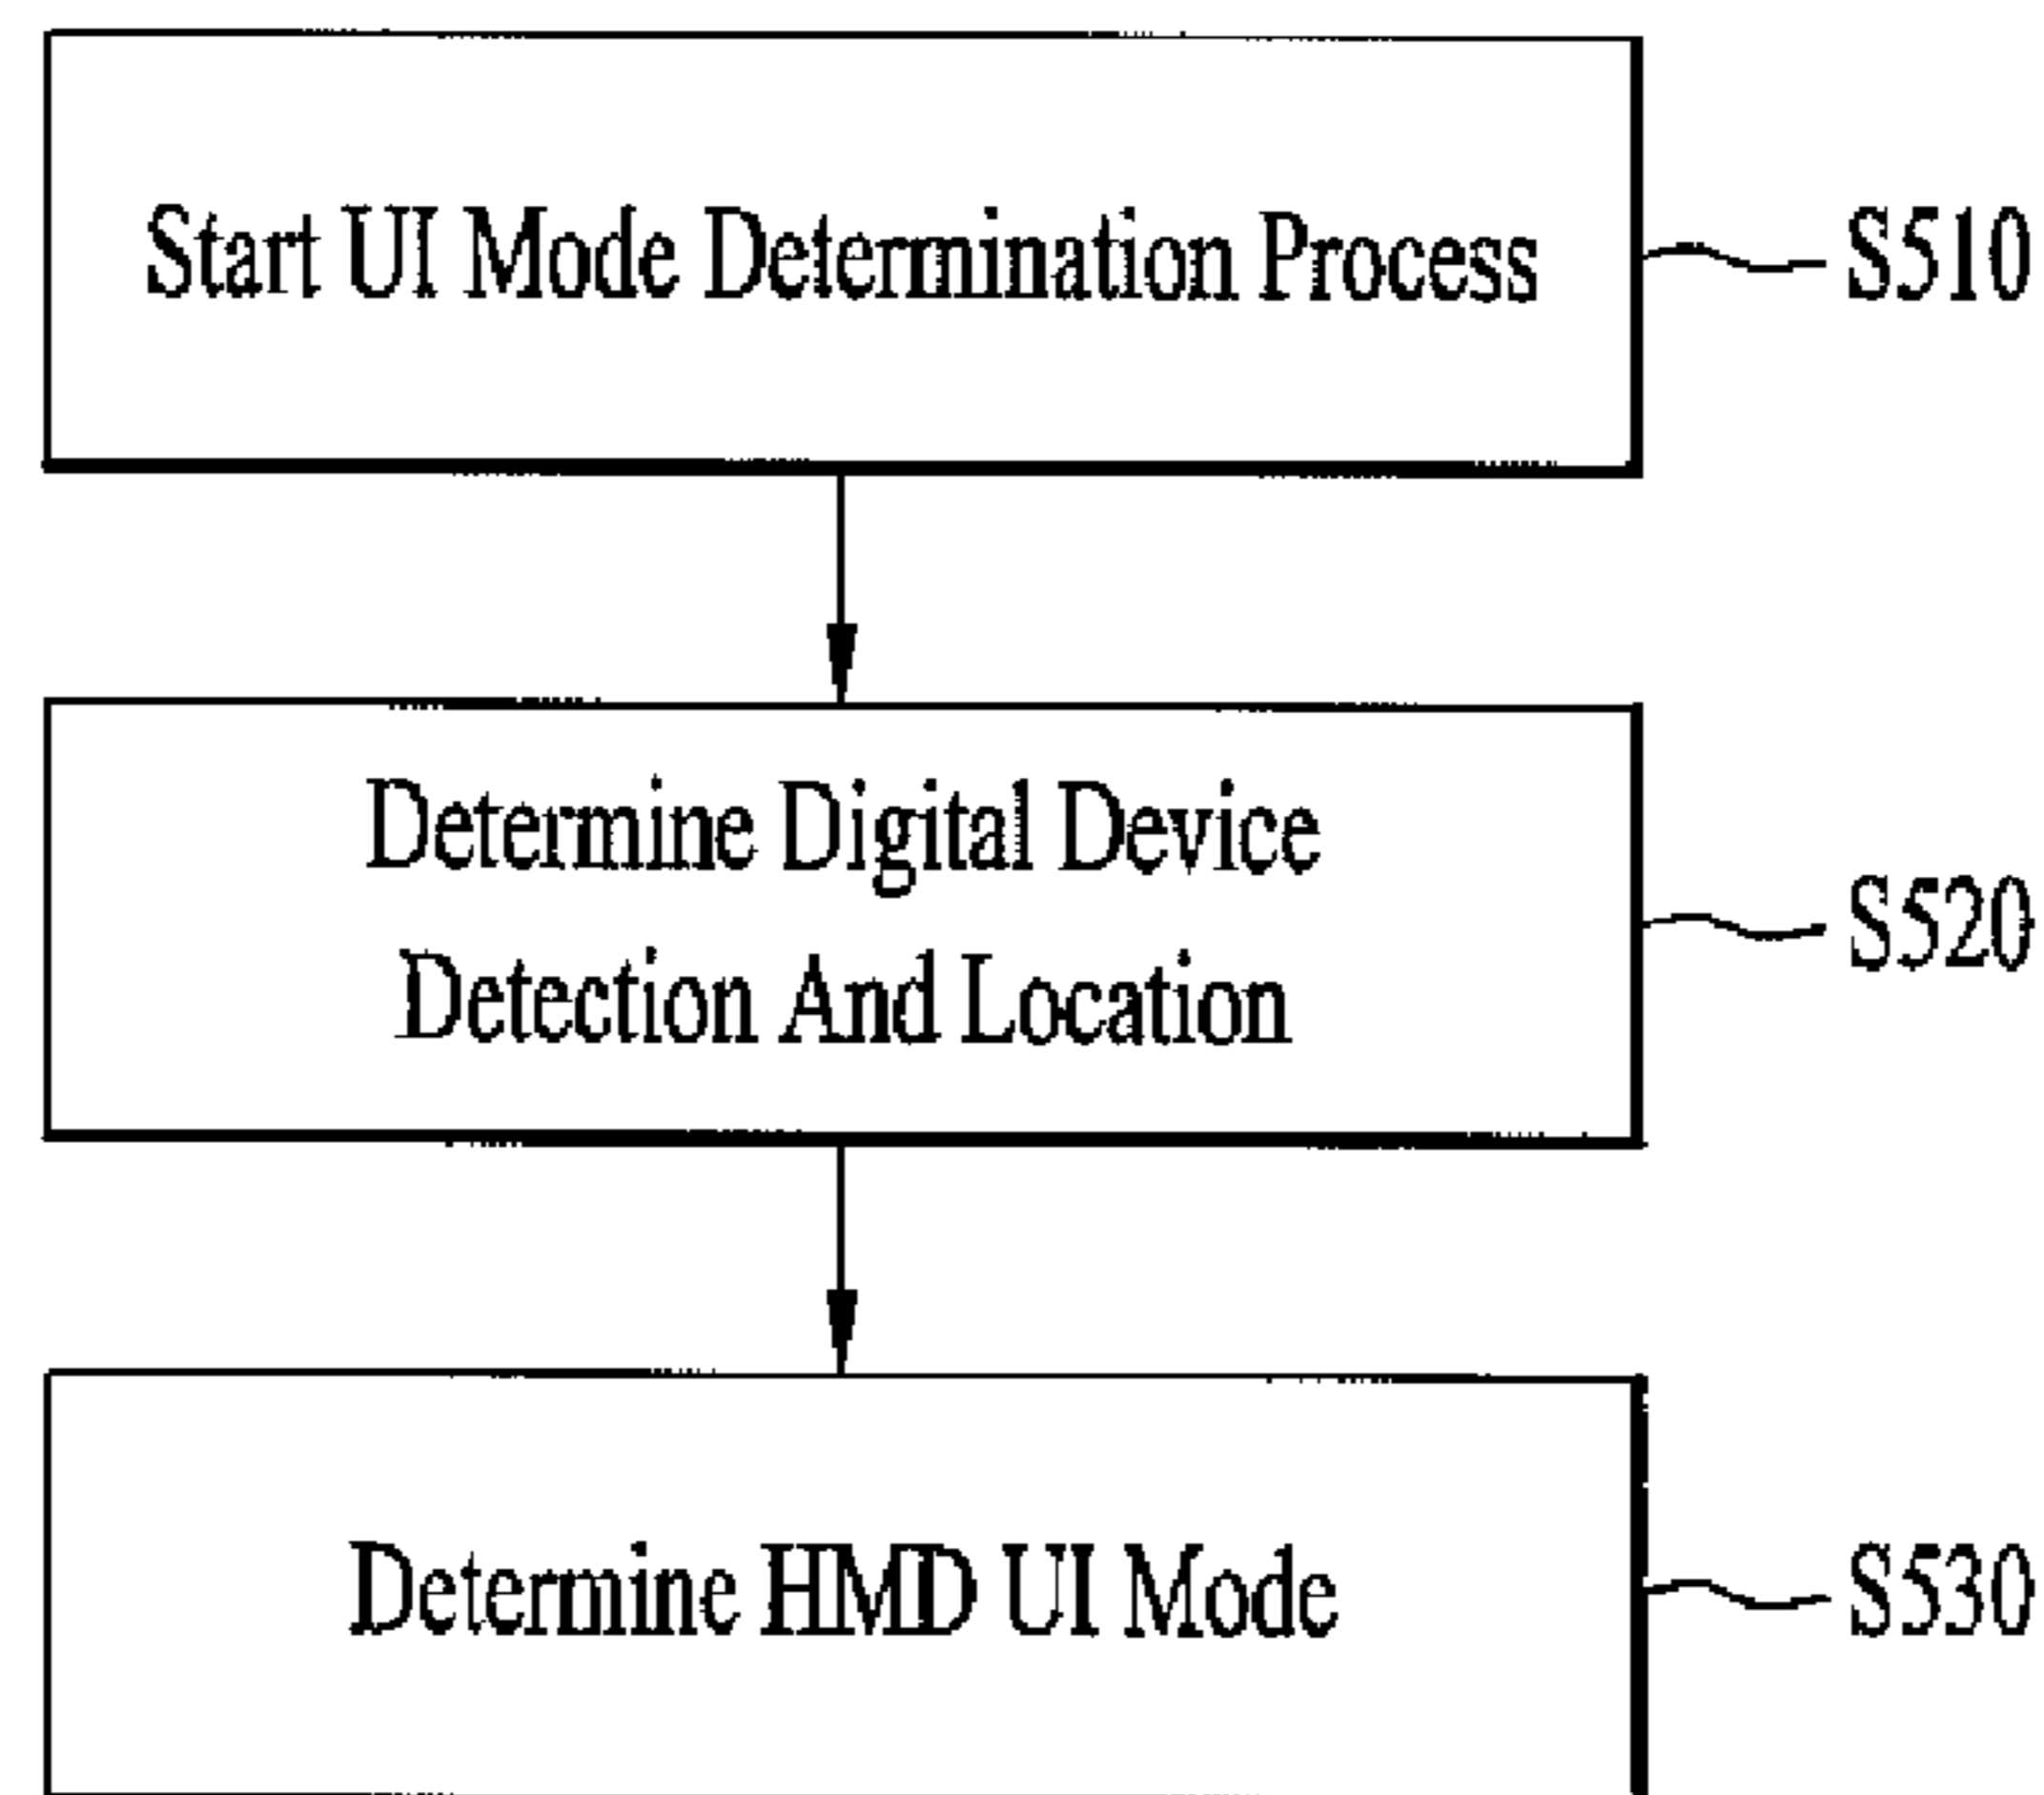 Start UI Mode Determination Process
S510
Determine Digital Device
Detection And Location
S520
Determine HMD UI Mode
S530